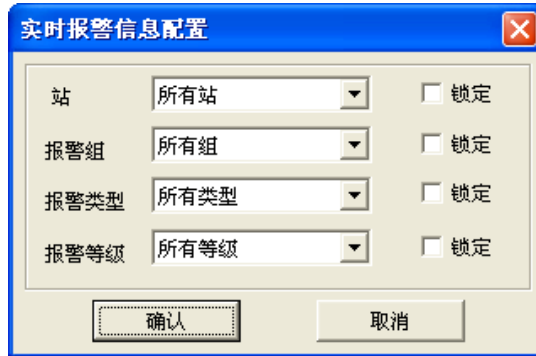 实时报警信息配置
站 所有站 锁定
报警组 所有组 锁定
报警类型 所有类型 锁定
报警等级 所有等级 锁定
确认 取消